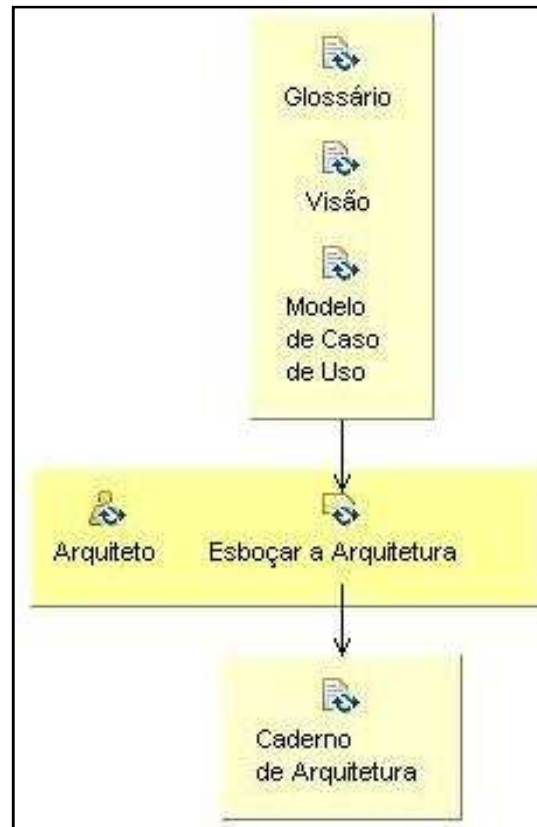 Glossário
Visão
Modelo
de Caso
de Uso
Arquiteto
Esboçar a Arquitetura
Caderno
de Arquitetura